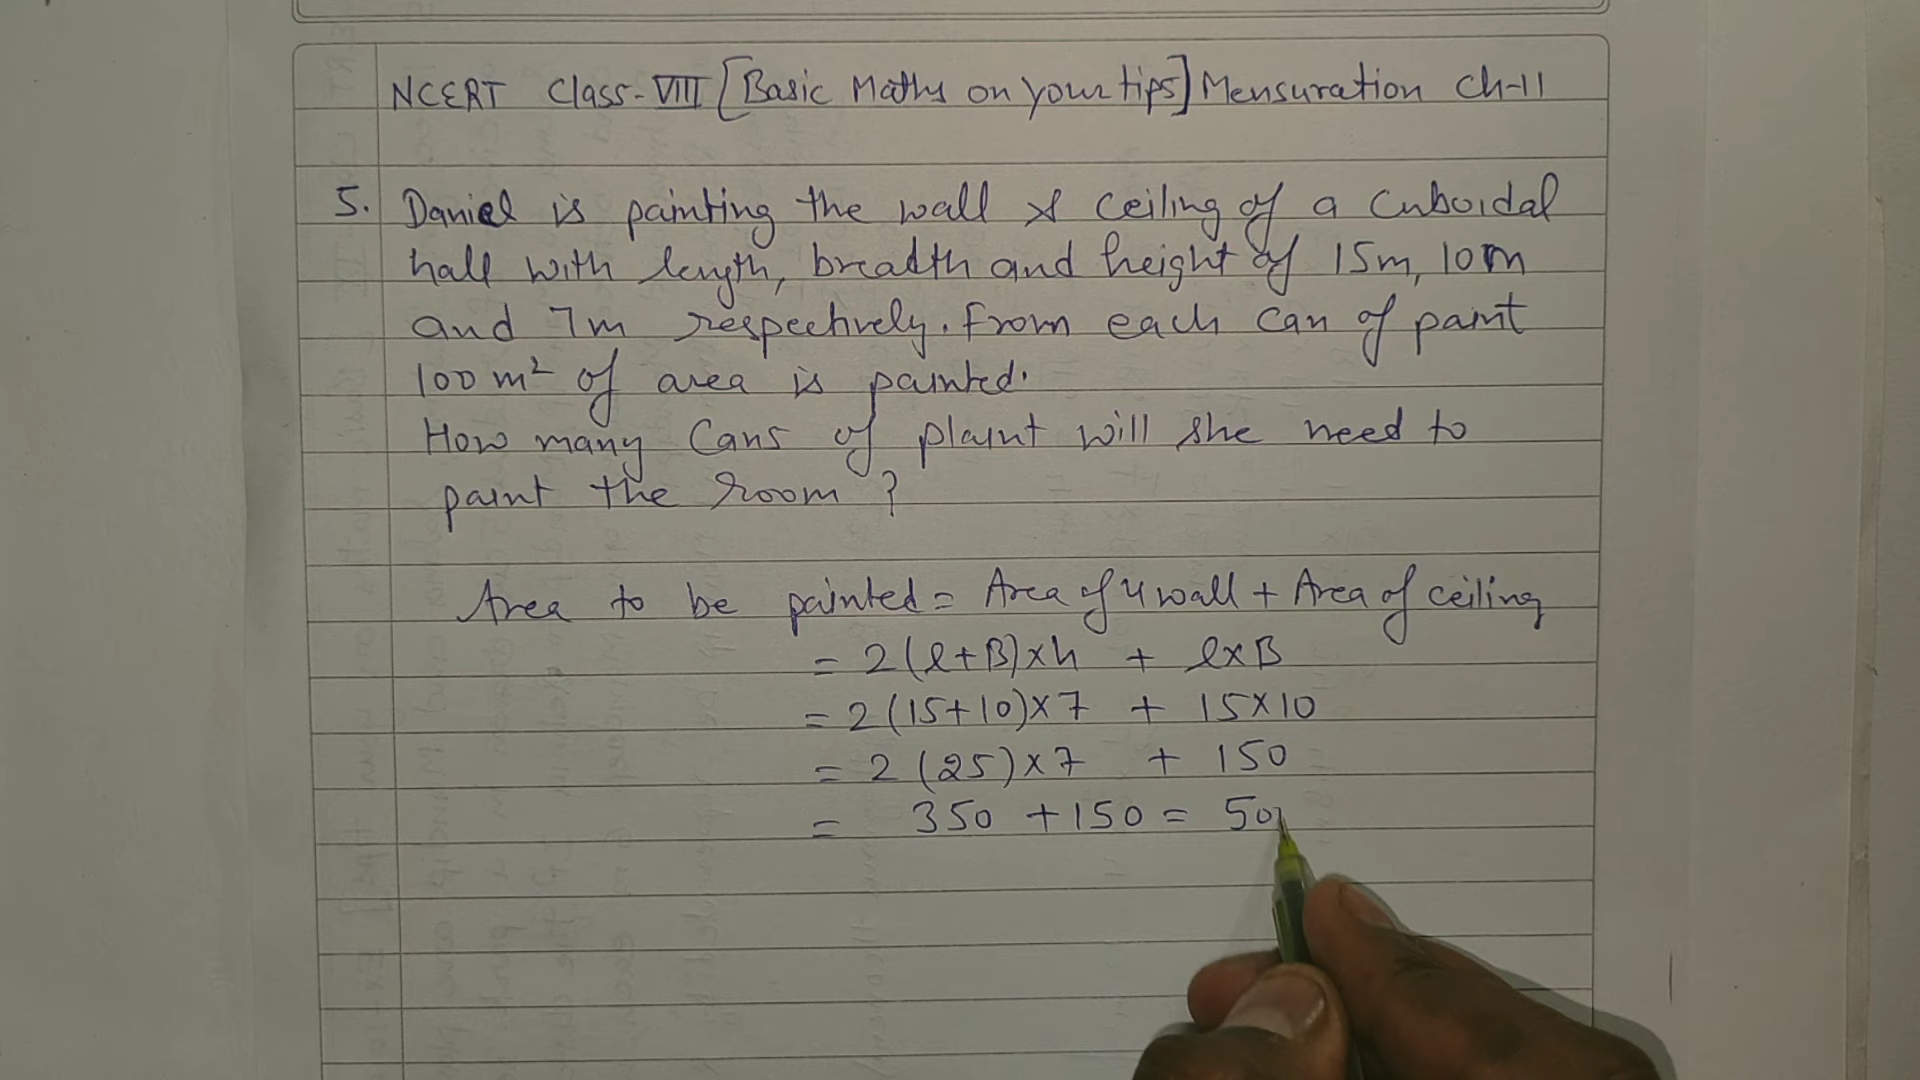 NCERT Class-VIII [Basic Maths on your tips] Mensuration Ch-11
5. Daniel is painting the wall & ceiling of a cuboidal
hall with length, breadth and height of 15m, 10m
and 7m respectively. From each can of paint
100 m² of area is painted.
How many Cans of plaint will she need to
paint the room ?
Area to be painted = Area of 4 wall + Area of ceiling
= 2(l+B)×h + l×B
= 2(15+10)×7 + 15×10
= 2(25)×7 + 150
= 350 + 150 = 50